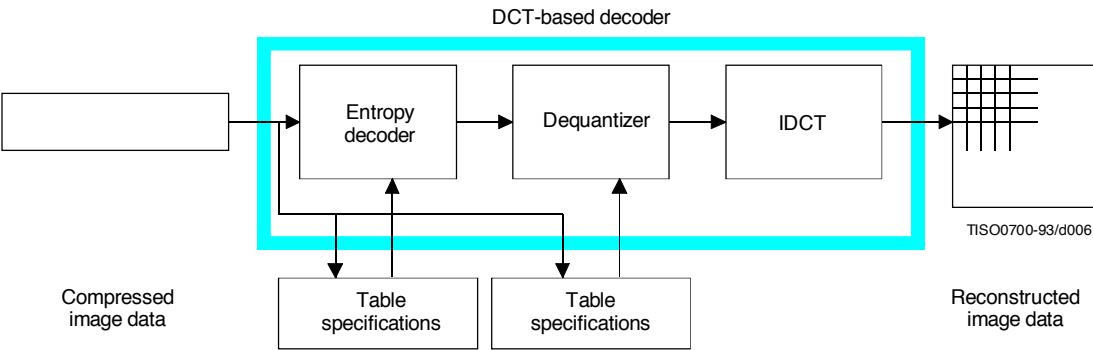 DCT-based decoder
Entropy
decoder
Dequantizer
IDCT
TISO0700-93/d006
Compressed
image data
Table
specifications
Table
specifications
Reconstructed
image data